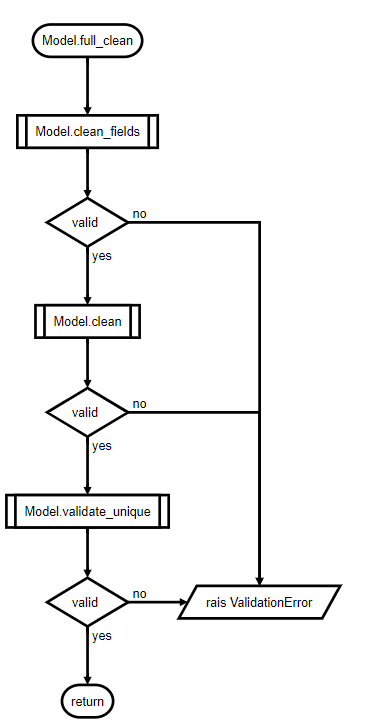 Model.full_clean
Model.clean_fields
valid
no
yes
Model.clean
valid
no
yes
Model.validate_unique
valid
no
rais ValidationError
yes
return